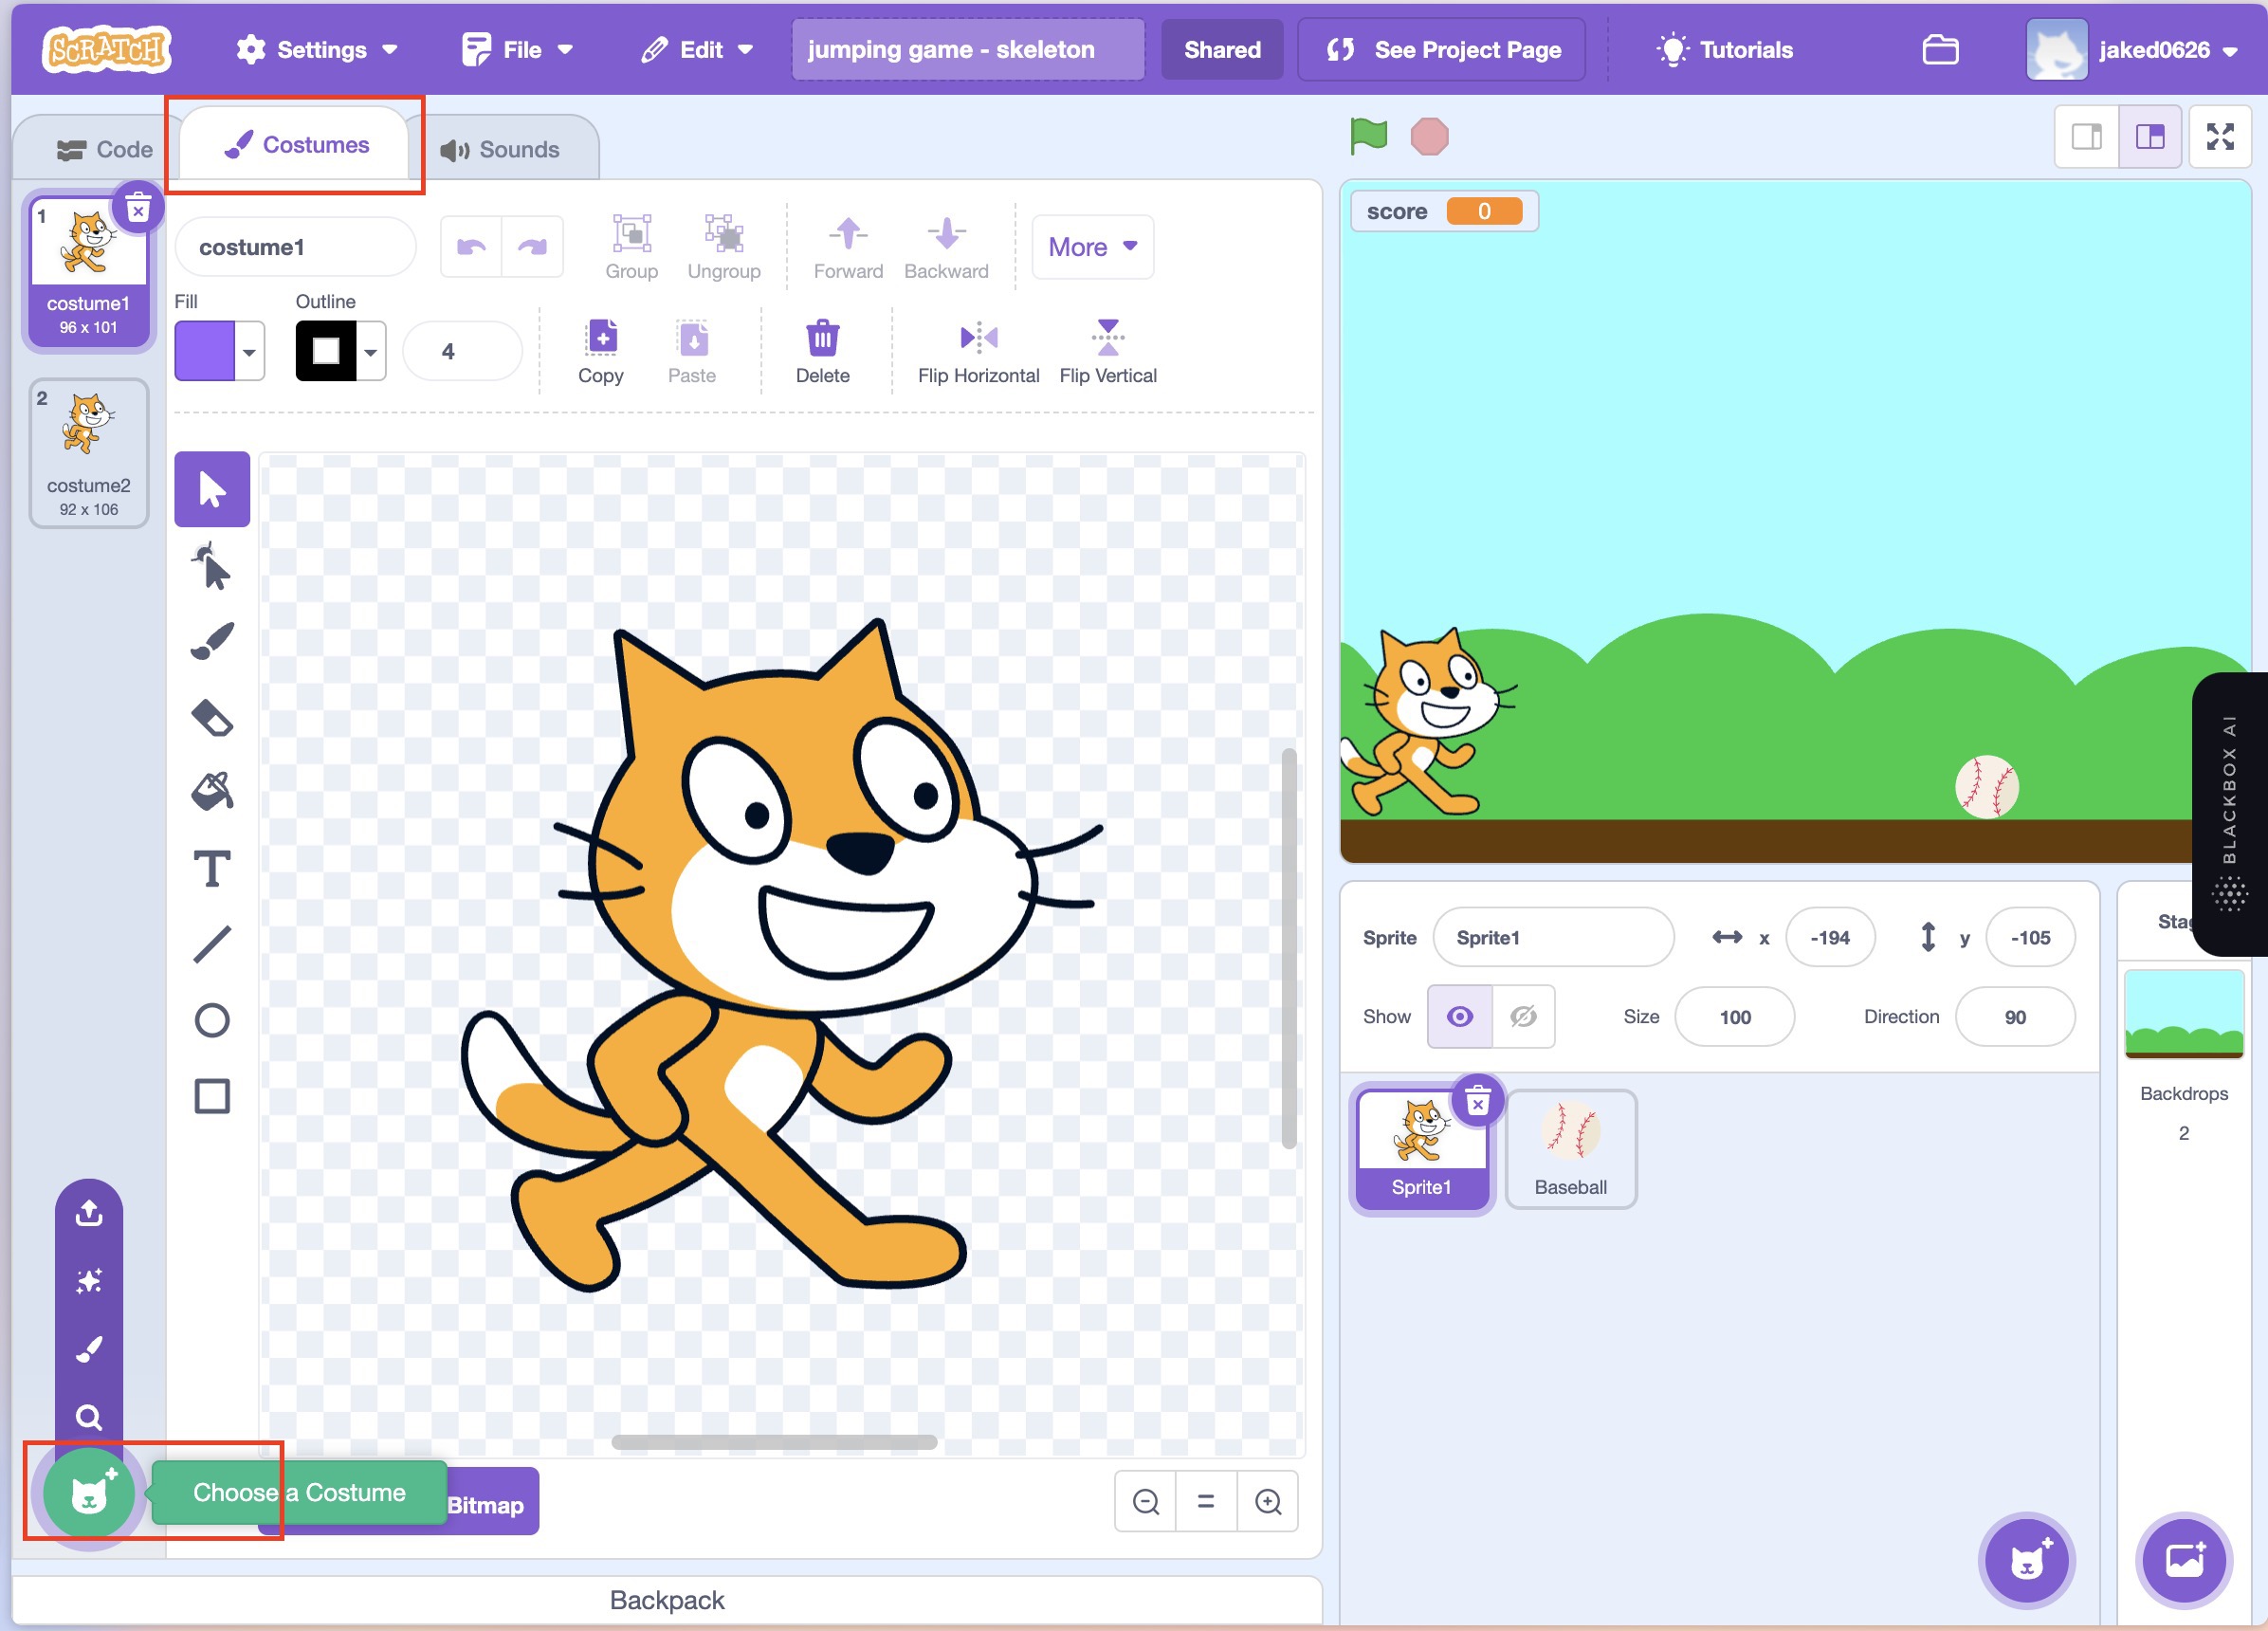 SCRATCH
Settings
File
Edit
jumping game - skeleton
Shared
See Project Page
Tutorials
jaked0626
Code
Costumes
Sounds
1
costume1
96 x 101
2
costume2
92 x 106
costume1
Group
Ungroup
Forward
Backward
More
Fill
Outline
4
Copy
Paste
Delete
Flip Horizontal
Flip Vertical
T
Choose a Costume
Bitmap
Backpack
score 0
BLACKBOX AI
Sprite
Sprite1
x
-194
y
-105
Show
Size
100
Direction
90
Sprite1
Baseball
Backdrops
2